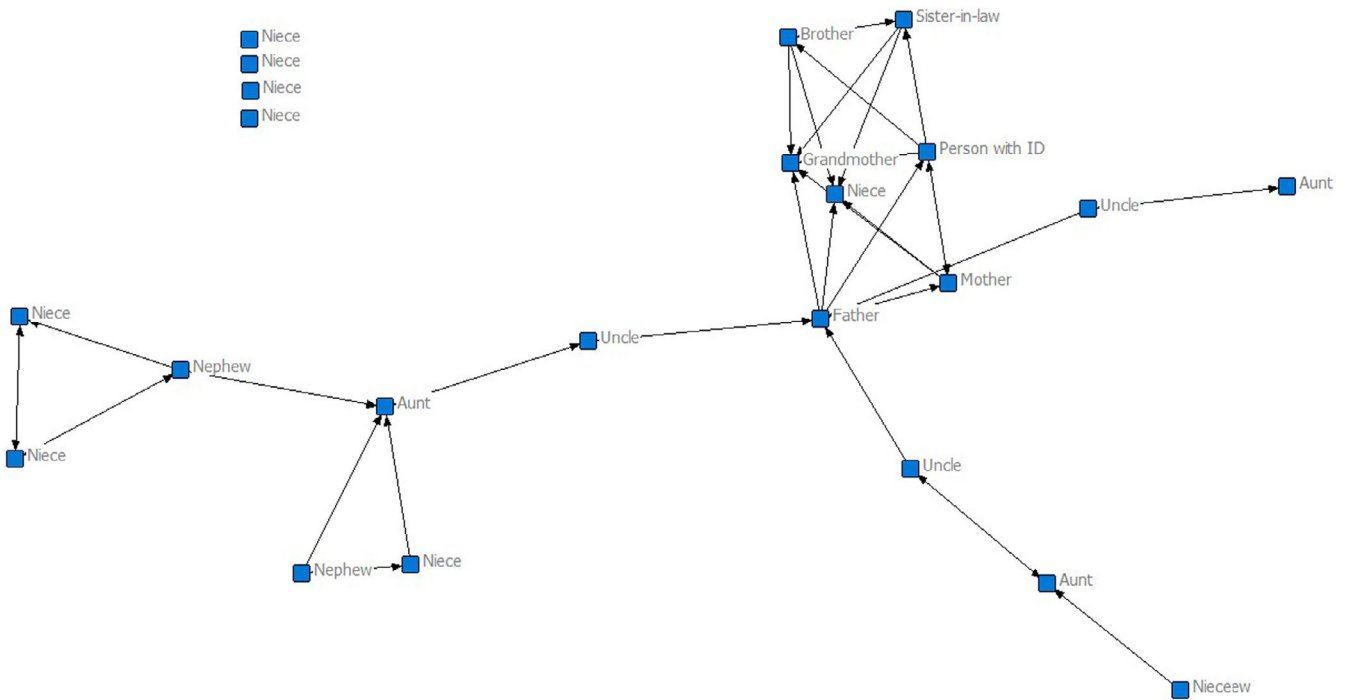 Niece
Niece
Niece
Niece
Brother
Sister-in-law
Grandmother
Person with ID
Niece
Uncle
Aunt
Mother
Father
Niece
Uncle
Nephew
Aunt
Niece
Uncle
Nephew
Niece
Aunt
Nieceew